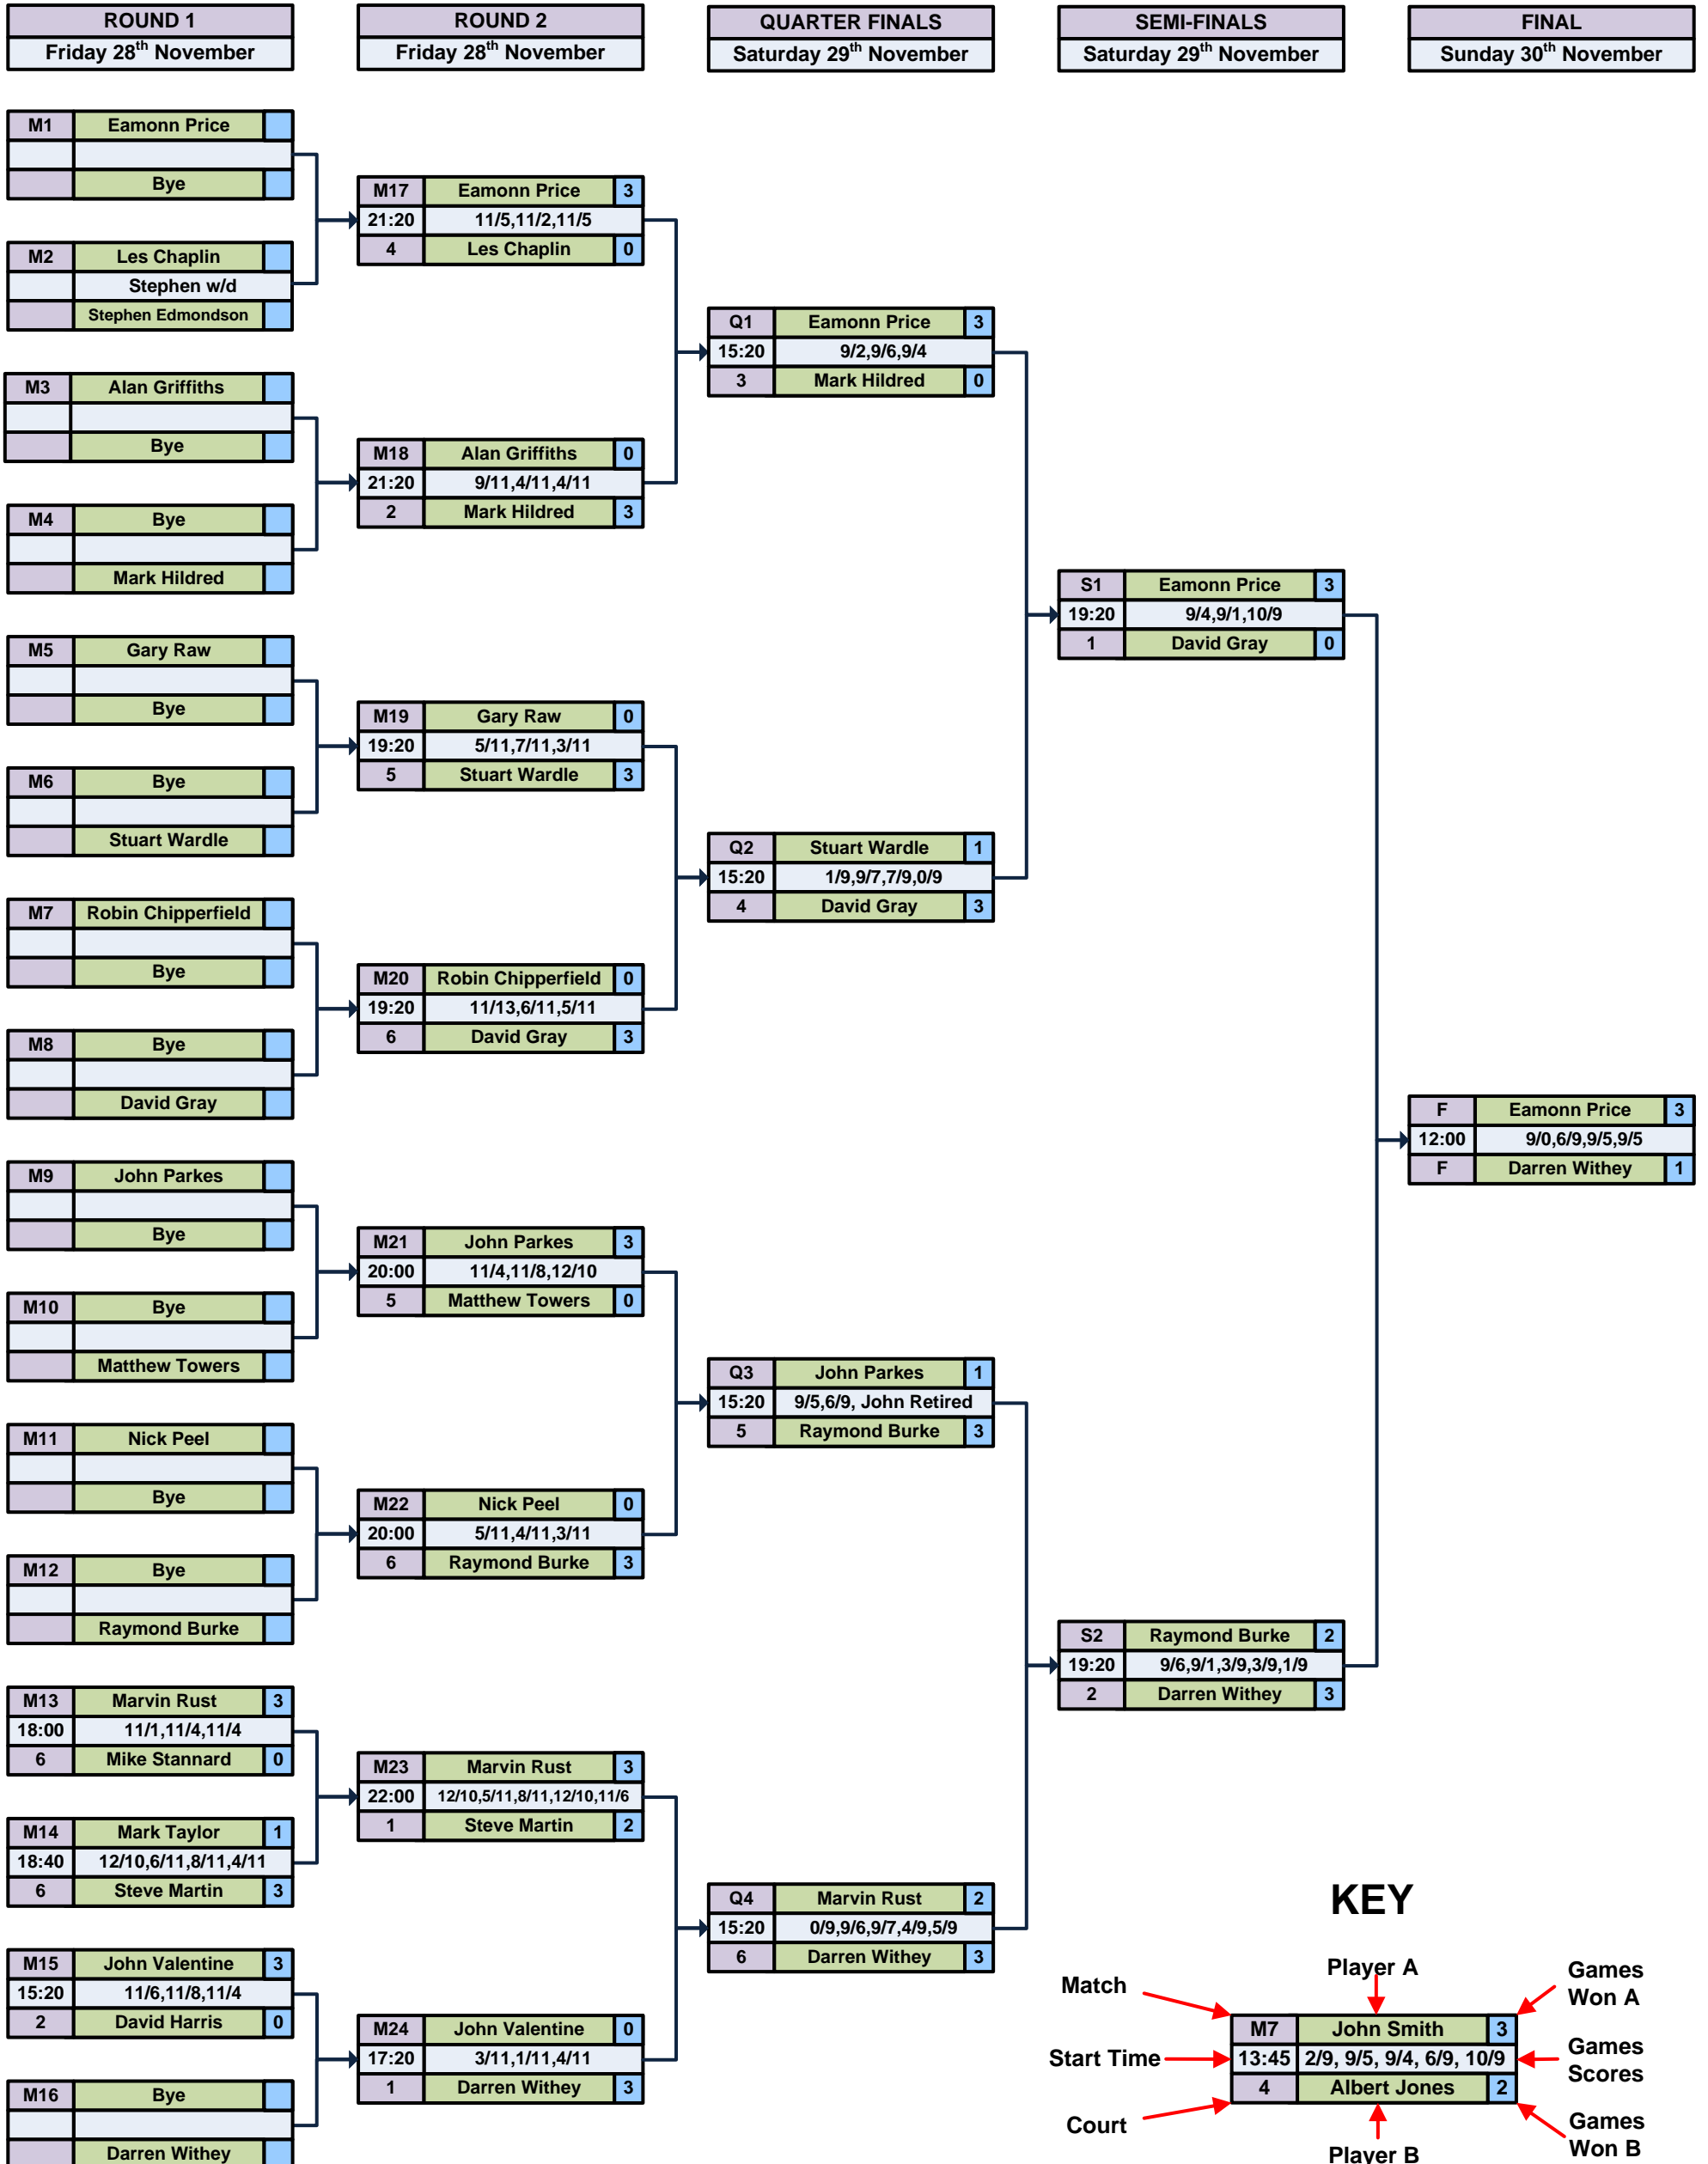 ROUND 1
Friday 28th November
ROUND 2
Friday 28th November
QUARTER FINALS
Saturday 29th November
SEMI-FINALS
Saturday 29th November
FINAL
Sunday 30th November
M1 Eamonn Price
Bye
M2 Les Chaplin
Stephen w/d
Stephen Edmondson
M3 Alan Griffiths
Bye
M4 Bye
Mark Hildred
M5 Gary Raw
Bye
M6 Bye
Stuart Wardle
M7 Robin Chipperfield
Bye
M8 Bye
David Gray
M9 John Parkes
Bye
M10 Bye
Matthew Towers
M11 Nick Peel
Bye
M12 Bye
Raymond Burke
M13 Marvin Rust 3
18:00 11/1,11/4,11/4
6 Mike Stannard 0
M14 Mark Taylor 1
18:40 12/10,6/11,8/11,4/11
6 Steve Martin 3
M15 John Valentine 3
15:20 11/6,11/8,11/4
2 David Harris 0
M16 Bye
Darren Withey
M17 Eamonn Price 3
21:20 11/5,11/2,11/5
4 Les Chaplin 0
M18 Alan Griffiths 0
21:20 9/11,4/11,4/11
2 Mark Hildred 3
M19 Gary Raw 0
19:20 5/11,7/11,3/11
5 Stuart Wardle 3
M20 Robin Chipperfield 0
19:20 11/13,6/11,5/11
6 David Gray 3
M21 John Parkes 3
20:00 11/4,11/8,12/10
5 Matthew Towers 0
M22 Nick Peel 0
20:00 5/11,4/11,3/11
6 Raymond Burke 3
M23 Marvin Rust 3
22:00 12/10,5/11,8/11,12/10,11/6
1 Steve Martin 2
M24 John Valentine 0
17:20 3/11,1/11,4/11
1 Darren Withey 3
Q1 Eamonn Price 3
15:20 9/2,9/6,9/4
3 Mark Hildred 0
Q2 Stuart Wardle 1
15:20 1/9,9/7,7/9,0/9
4 David Gray 3
Q3 John Parkes 1
15:20 9/5,6/9, John Retired
5 Raymond Burke 3
Q4 Marvin Rust 2
15:20 0/9,9/6,9/7,4/9,5/9
6 Darren Withey 3
S1 Eamonn Price 3
19:20 9/4,9/1,10/9
1 David Gray 0
S2 Raymond Burke 2
19:20 9/6,9/1,3/9,3/9,1/9
2 Darren Withey 3
F Eamonn Price 3
12:00 9/0,6/9,9/5,9/5
F Darren Withey 1
KEY
Match
Player A
Games
Won A
M7 John Smith 3
Start Time
13:45 2/9, 9/5, 9/4, 6/9, 10/9
Games
Scores
4 Albert Jones 2
Court
Player B
Games
Won B